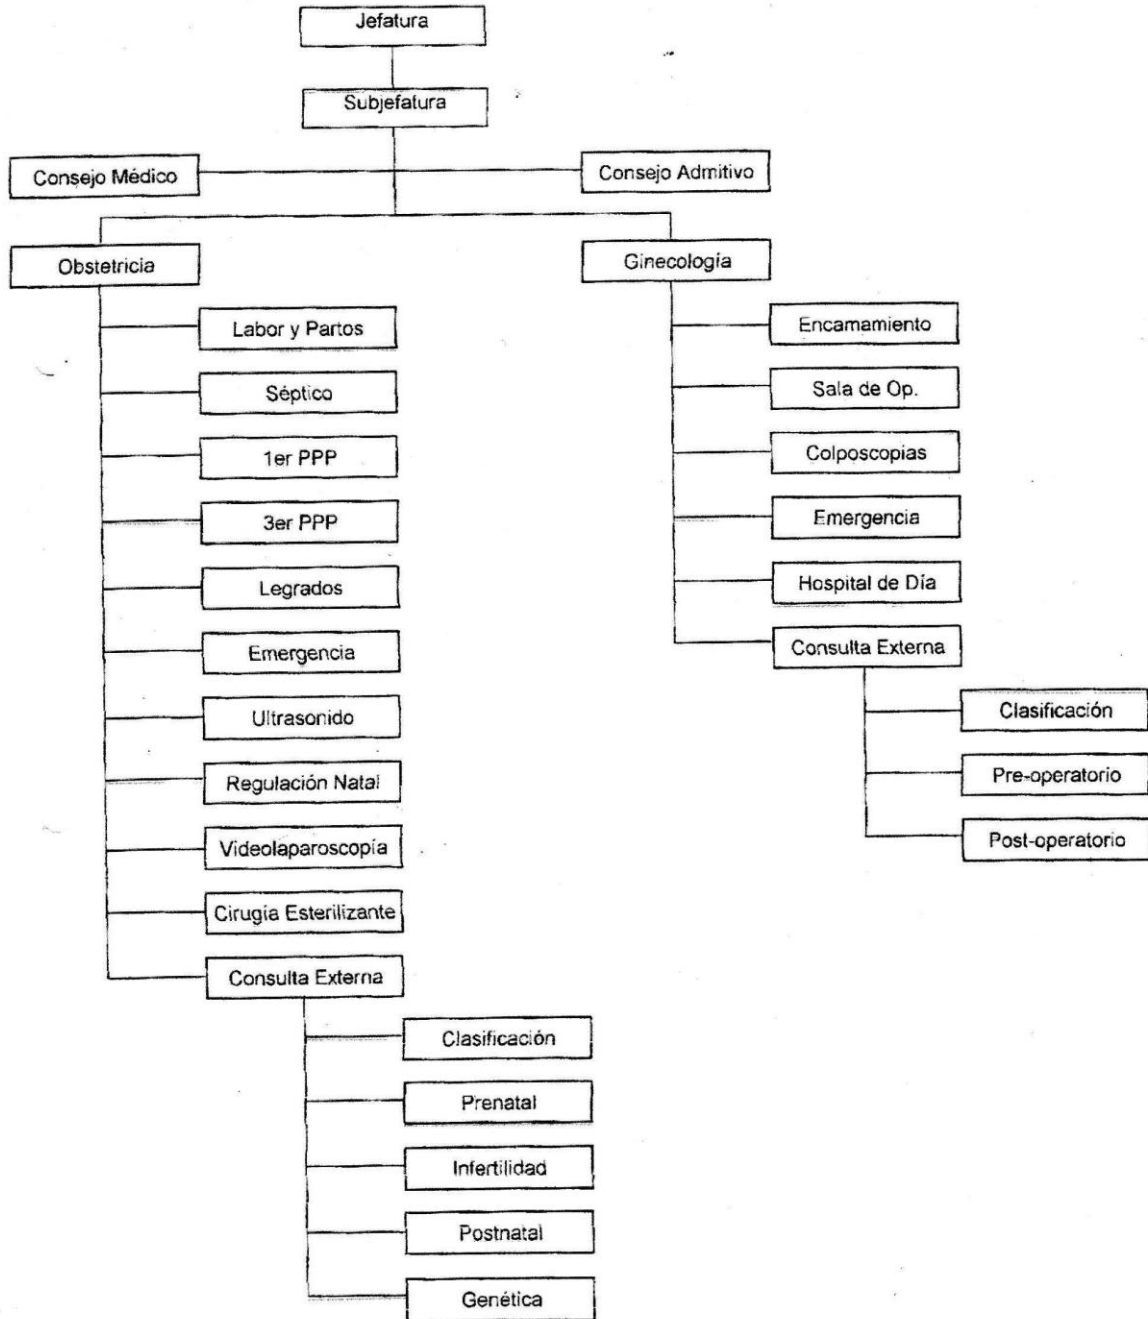 Jefatura
Subjefatura
Consejo Médico
Consejo Admitivo
Obstetricia
Labor y Partos
Séptico
1er PPP
3er PPP
Legrados
Emergencia
Ultrasonido
Regulación Natal
Videolaparoscopía
Cirugía Esterilizante
Consulta Externa
Clasificación
Prenatal
Infertilidad
Postnatal
Genética
Ginecología
Encamamiento
Sala de Op.
Colposcopias
Emergencia
Hospital de Día
Consulta Externa
Clasificación
Pre-operatorio
Post-operatorio